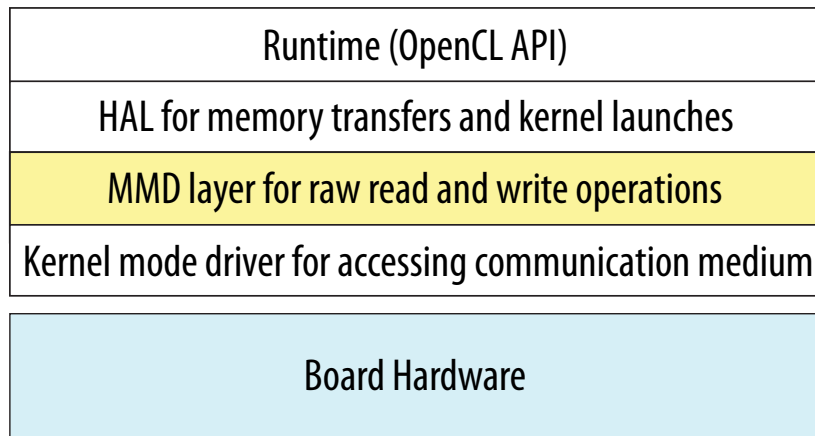 Runtime (OpenCL API)
HAL for memory transfers and kernel launches
MMD layer for raw read and write operations
Kernel mode driver for accessing communication medium
Board Hardware